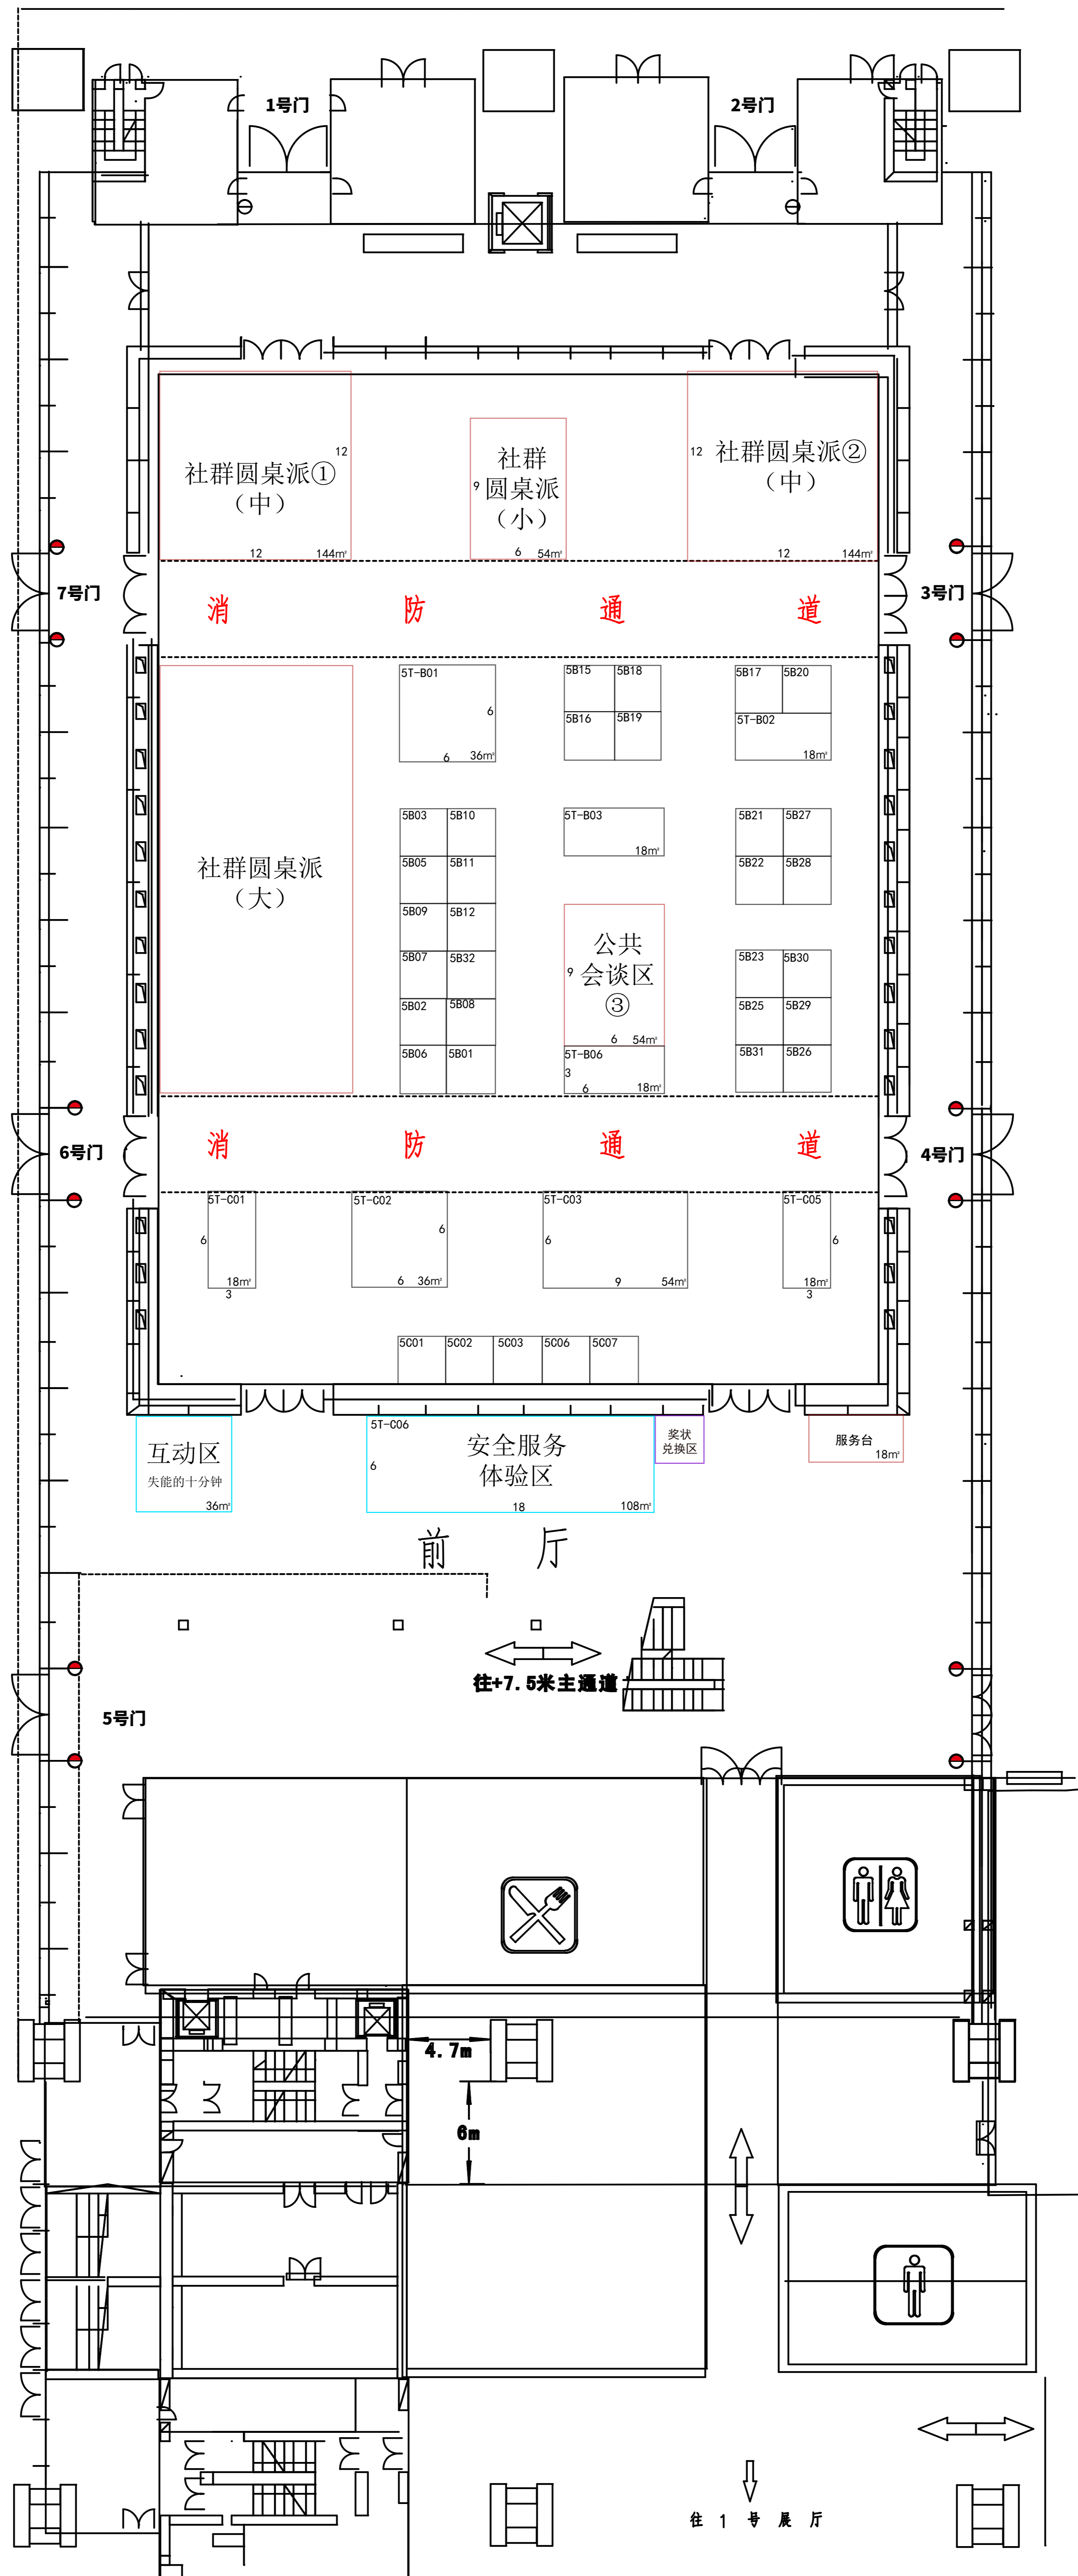 1号门
2号门
社群圆桌派①
（中）
12
12
144㎡
社群
圆桌派
（小）
9
6
54㎡
社群圆桌派②
（中）
12
12
144㎡
7号门
3号门
消 防 通 道
5T-B01
6
6
36㎡
5B15
5B18
5B16
5B19
5B17
5B20
5T-B02
18㎡
社群圆桌派
（大）
5B03
5B10
5B05
5B11
5B09
5B12
5B07
5B32
5B02
5B08
5B06
5B01
5T-B03
18㎡
公共
会谈区
③
9
6
54㎡
5T-B06
3
6
18㎡
5B21
5B27
5B22
5B28
5B23
5B30
5B25
5B29
5B31
5B26
6号门
4号门
消 防 通 道
5T-C01
6
18㎡
3
5T-C02
6
6
36㎡
5T-C03
6
9
54㎡
5T-C05
6
18㎡
3
5C01
5C02
5C03
5C06
5C07
互动区
失能的十分钟
36㎡
5T-C06
安全服务
体验区
6
18
108㎡
奖状
兑换区
服务台
18㎡
前 厅
往+7.5米主通道
5号门
4.7m
6m
往 1 号 展 厅